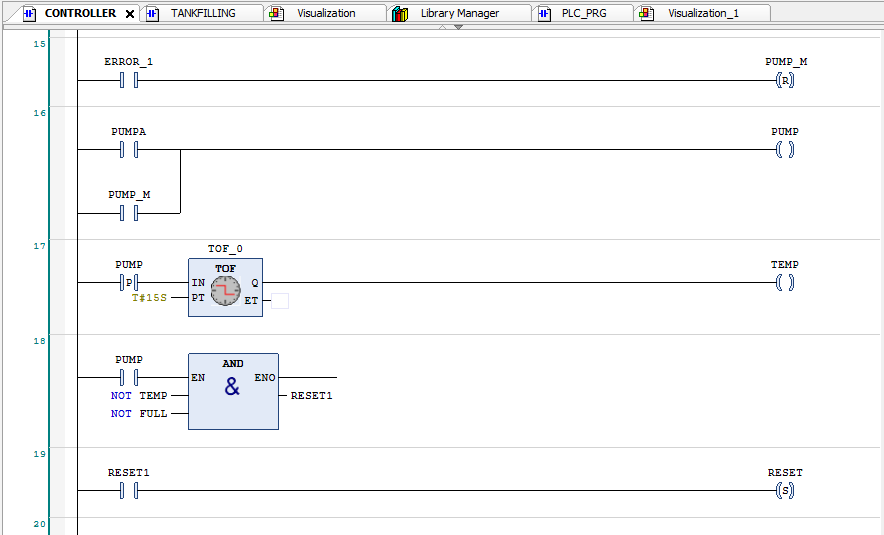 CONTROLLER TANKFILLING Visualization Library Manager PLC_PRG Visualization_1
15
ERROR_1 PUMP_M
R
16
PUMPA PUMP
PUMP_M
17
TOF_0
PUMP TOF TEMP
P IN Q
T#15S PT ET
18
PUMP AND
EN & ENO
NOT TEMP RESET1
NOT FULL
19
RESET1 RESET
S
20